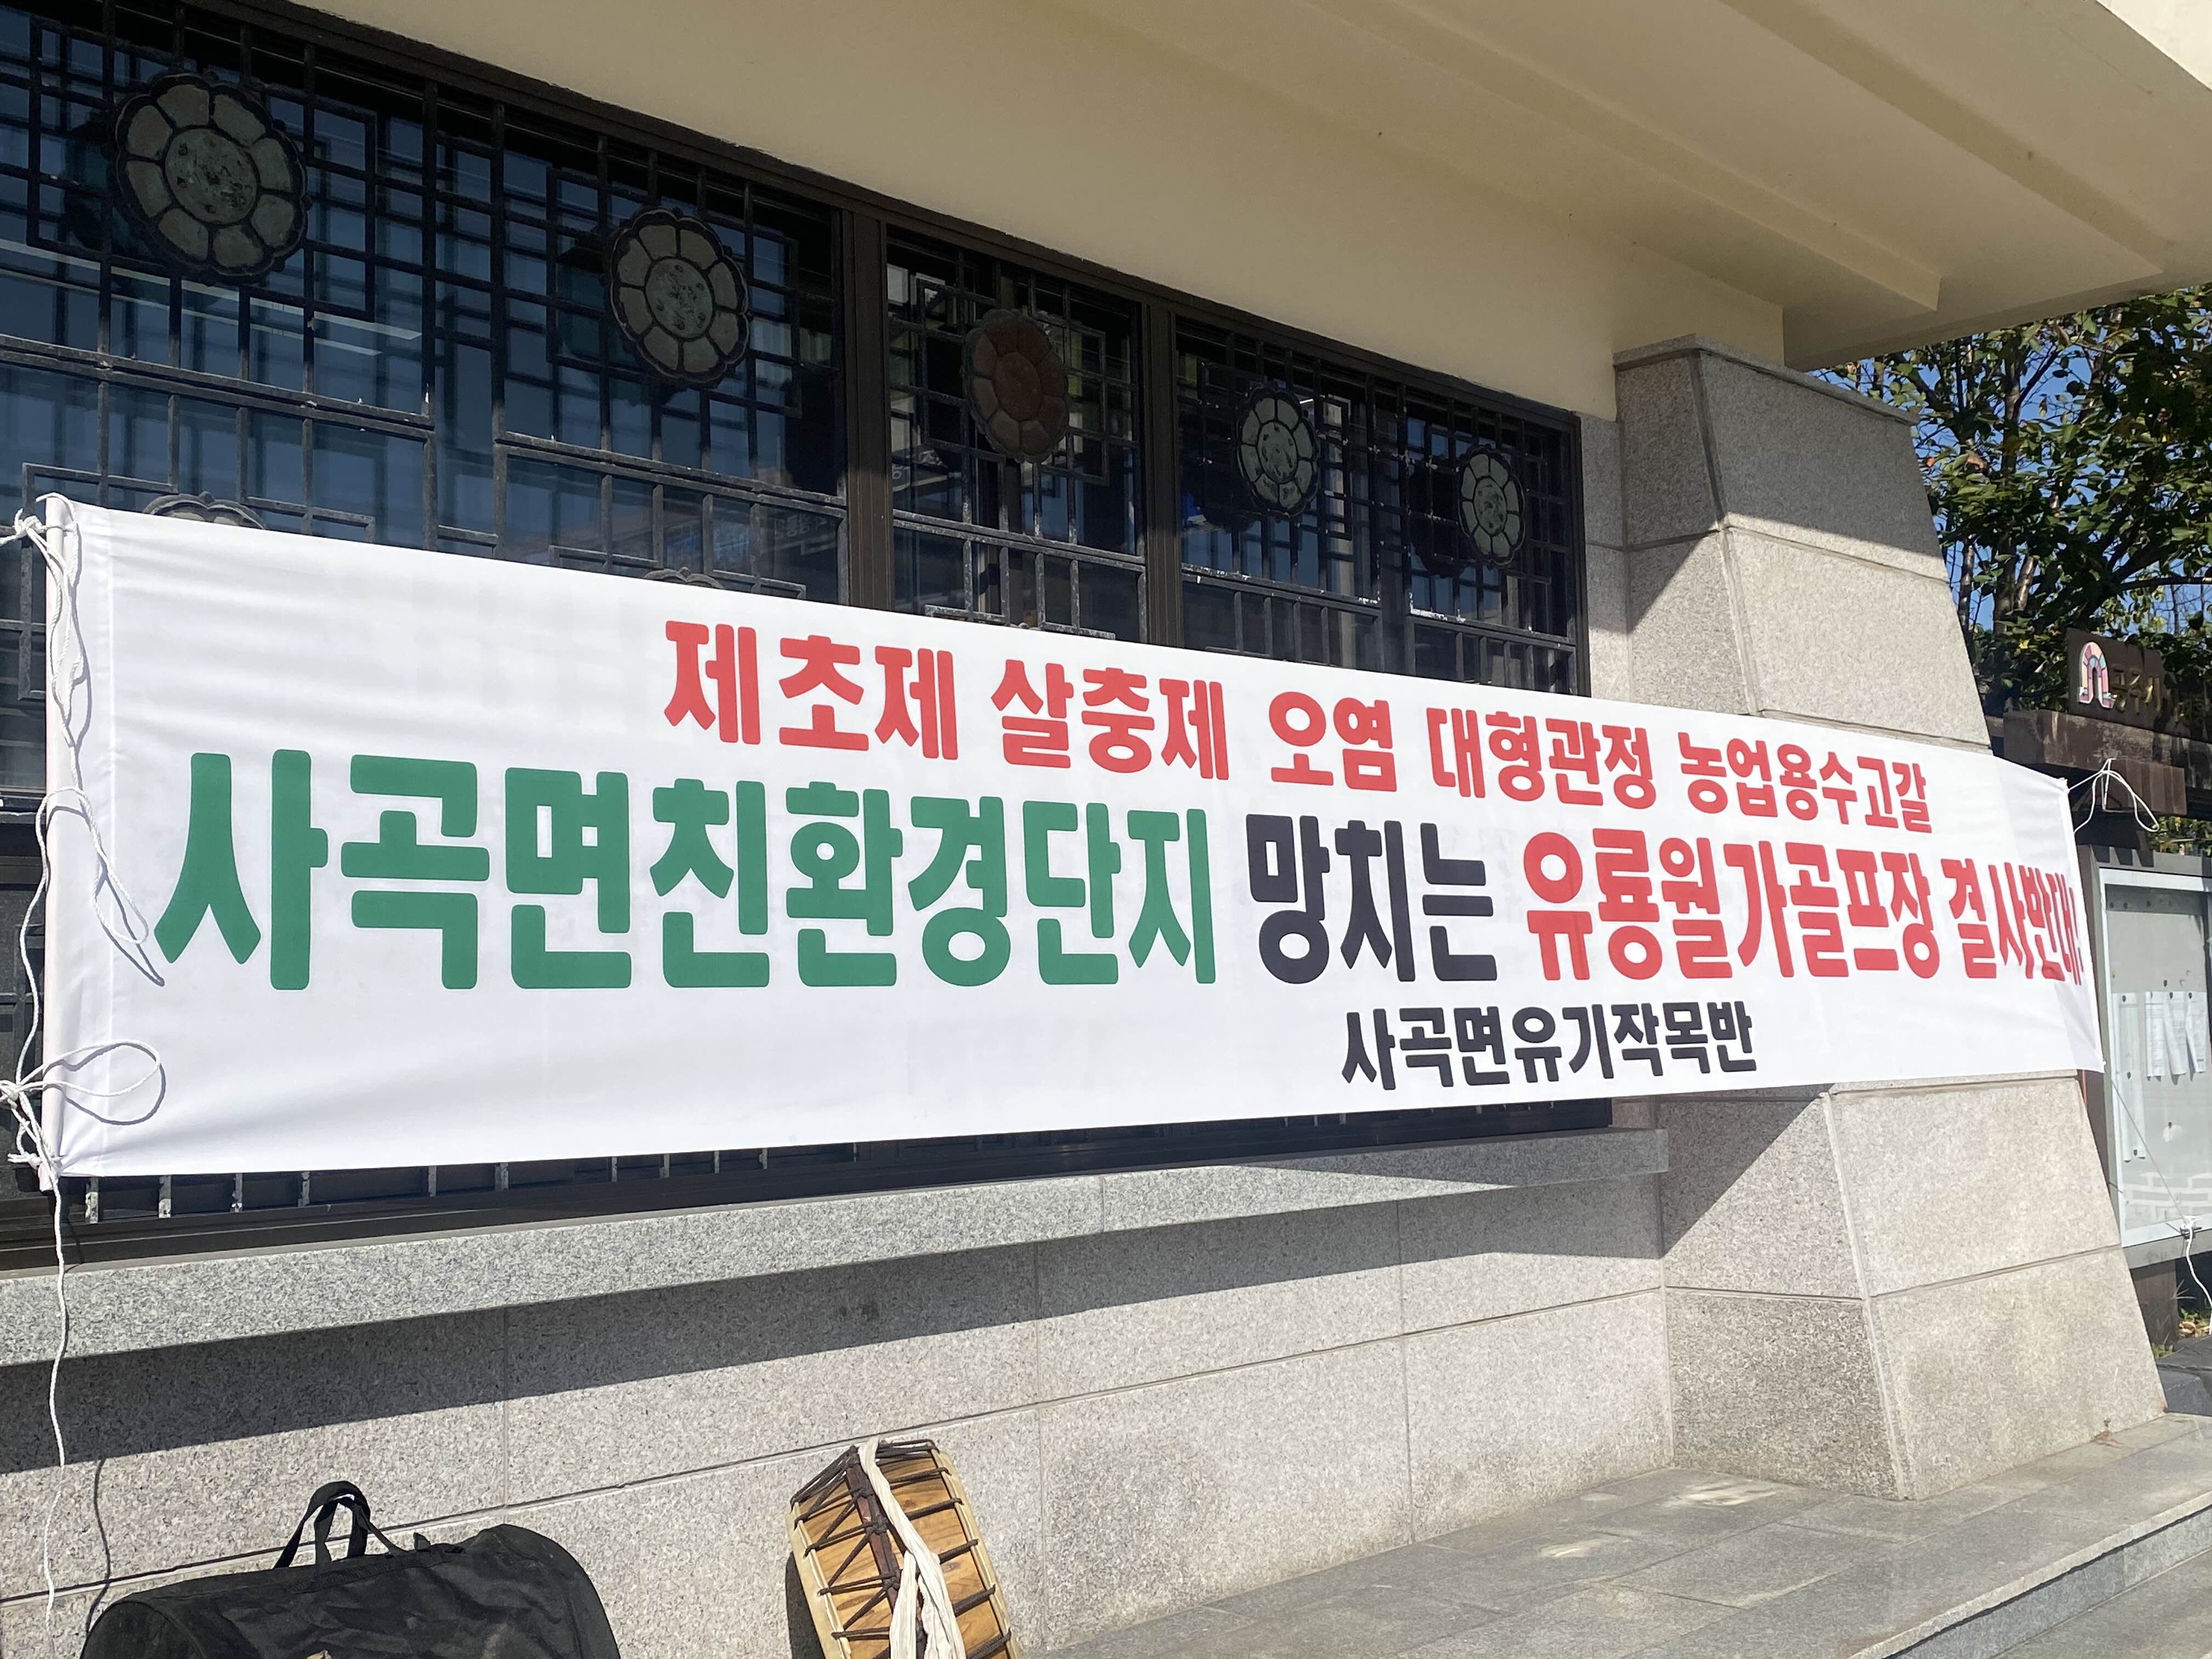 제초제 살충제 오염 대형관정 농업용수고갈
사곡면친환경단지 망치는 유룡월가골프장 결사반대!
사곡면유기작목반